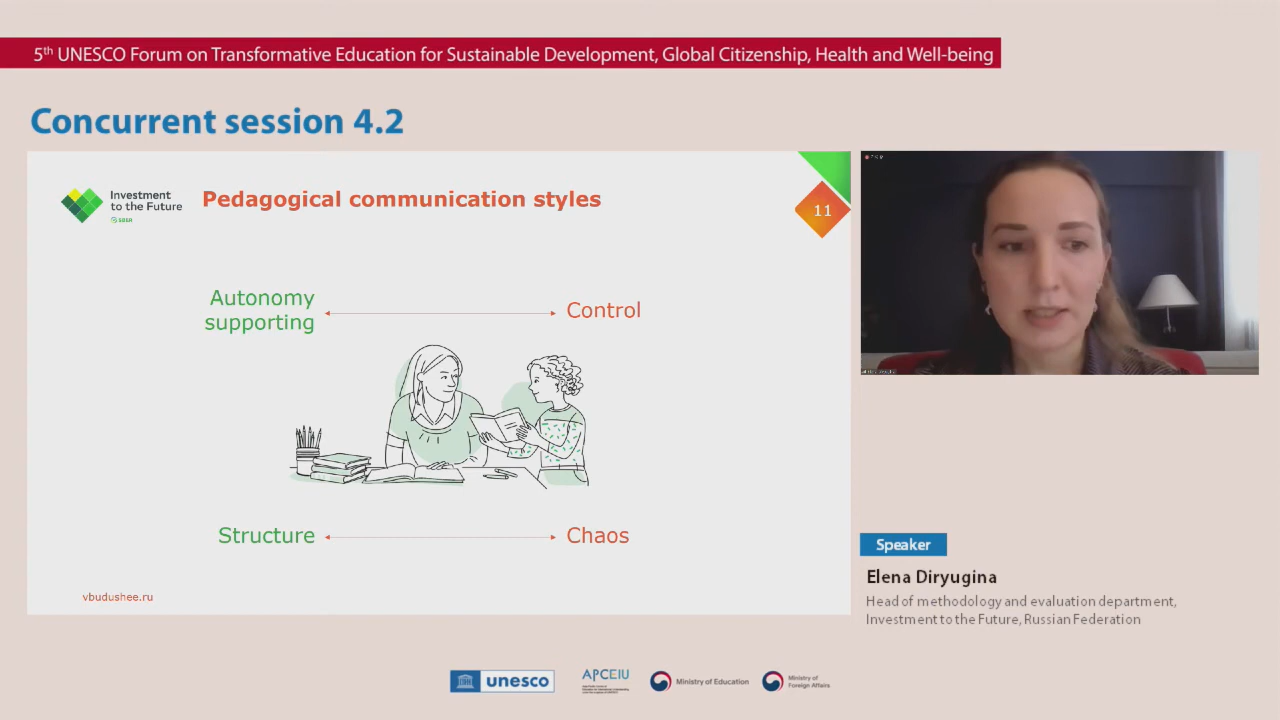 5th UNESCO Forum on Transformative Education for Sustainable Development, Global Citizenship, Health and Well-being
Concurrent session 4.2
Investment
to the Future
SBER
Pedagogical communication styles
11
Autonomy
supporting
Control
Structure
Chaos
vbudushee.ru
Speaker
Elena Diryugina
Head of methodology and evaluation department,
Investment to the Future, Russian Federation
unesco
APCEIU
Ministry of Education
Ministry of
Foreign Affairs